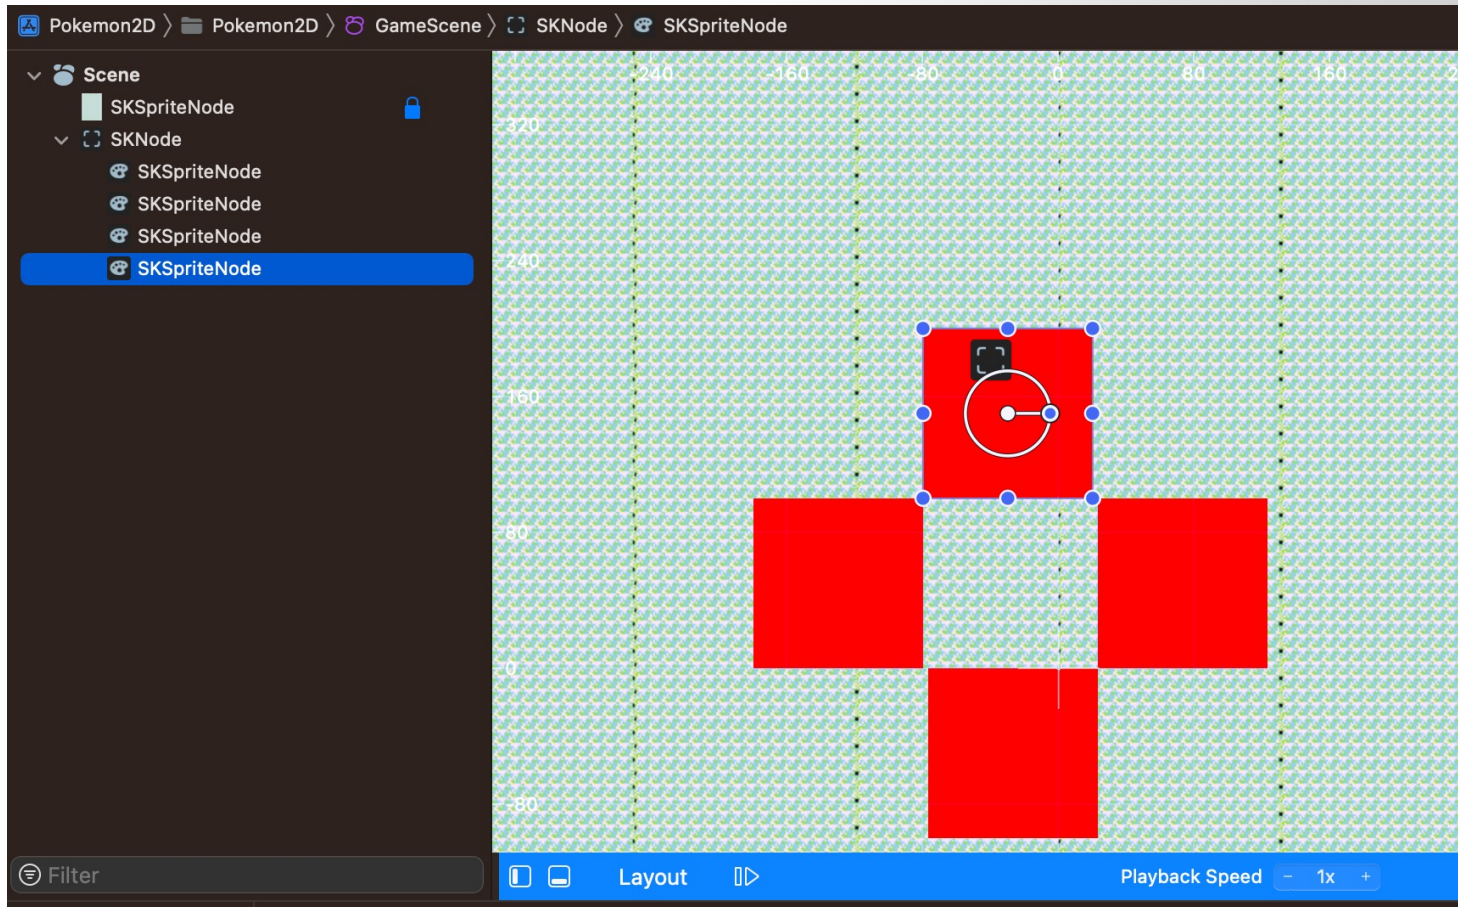 Pokemon2D 〉 Pokemon2D 〉 GameScene 〉 SKNode 〉 SKSpriteNode
Scene
SKSpriteNode
SKNode
SKSpriteNode
SKSpriteNode
SKSpriteNode
SKSpriteNode
-240 -160 -80 0 80 160 2
320
240
160
80
0
-80
Filter
Layout
Playback Speed - 1x +